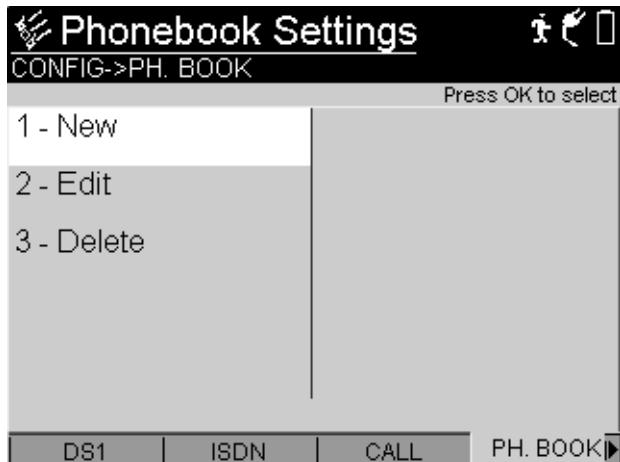 Phonebook Settings
CONFIG->PH. BOOK
Press OK to select
1 - New
2 - Edit
3 - Delete
DS1 ISDN CALL PH. BOOK